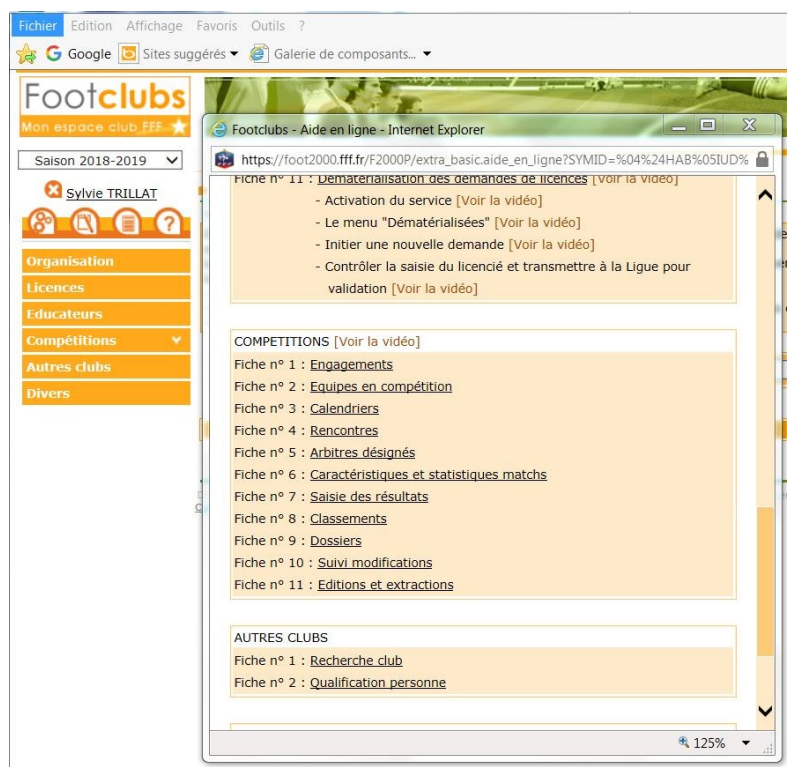 Fichier Edition Affichage Favoris Outils ?
Google Sites suggérés Galerie de composants...
Footclubs
Mon espace club FFF
Saison 2018-2019
Sylvie TRILLAT
Organisation
Licences
Educateurs
Compétitions
Autres clubs
Divers
Footclubs - Aide en ligne - Internet Explorer
https://foot2000.fff.fr/F2000P/extra_basic.aide_en_ligne?SYMID=%04%24HAB%05IUD%
Fiche n° 11 : Dématérialisation des demandes de licences [Voir la vidéo]
- Activation du service [Voir la vidéo]
- Le menu "Dématérialisées" [Voir la vidéo]
- Initier une nouvelle demande [Voir la vidéo]
- Contrôler la saisie du licencié et transmettre à la Ligue pour
validation [Voir la vidéo]
COMPETITIONS [Voir la vidéo]
Fiche n° 1 : Engagements
Fiche n° 2 : Equipes en compétition
Fiche n° 3 : Calendriers
Fiche n° 4 : Rencontres
Fiche n° 5 : Arbitres désignés
Fiche n° 6 : Caractéristiques et statistiques matchs
Fiche n° 7 : Saisie des résultats
Fiche n° 8 : Classements
Fiche n° 9 : Dossiers
Fiche n° 10 : Suivi modifications
Fiche n° 11 : Editions et extractions
AUTRES CLUBS
Fiche n° 1 : Recherche club
Fiche n° 2 : Qualification personne
125%